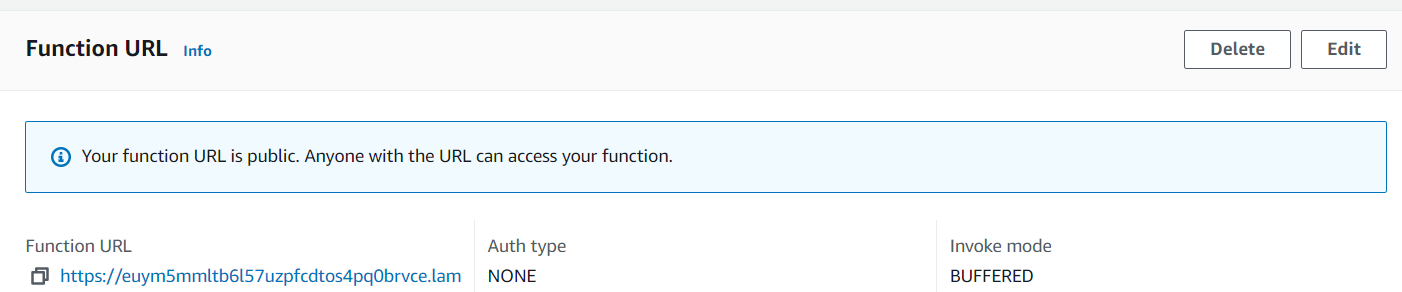 Function URL Info Delete Edit
Your function URL is public. Anyone with the URL can access your function.
Function URL Auth type Invoke mode
https://euym5mmltb6l57uzpfcdtos4pq0brvce.lam NONE BUFFERED